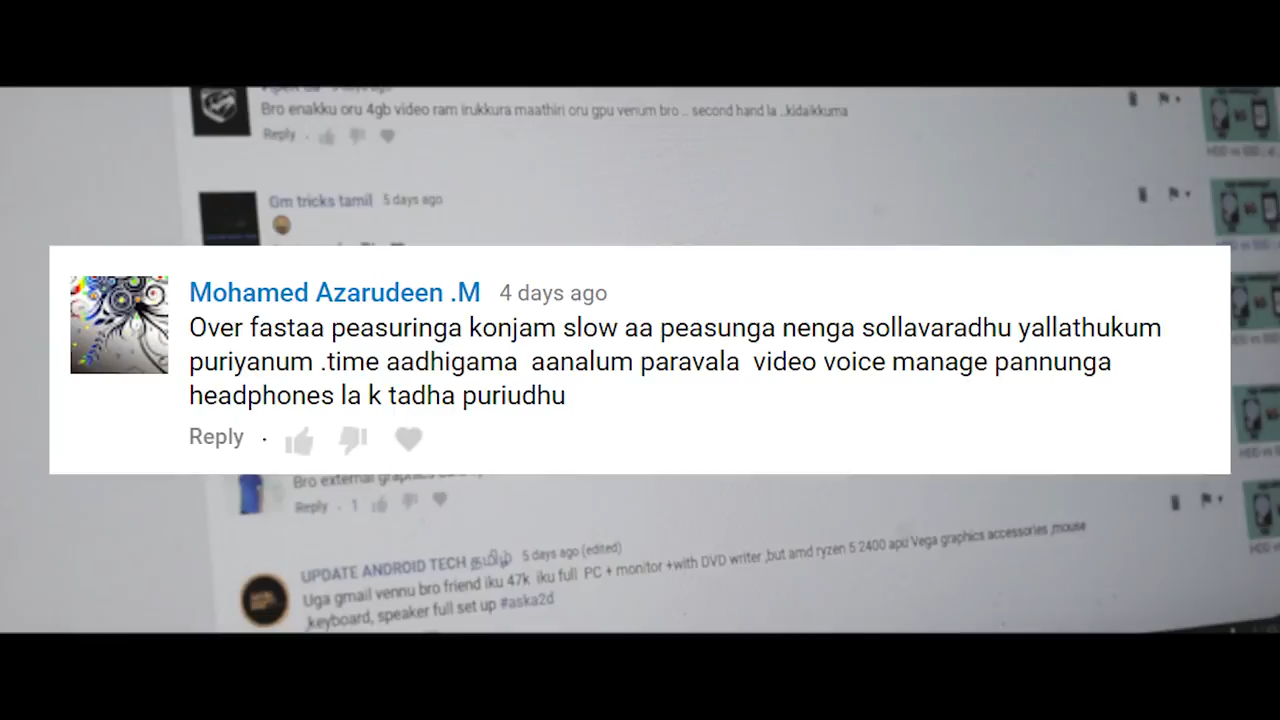 Bro enakku oru 4gb video ram irukkura maathiri oru gpu venum bro .. second hand la ..kidaikkuma
Reply
Gm tricks tamil 5 days ago
Mohamed Azarudeen .M 4 days ago
Over fastaa peasuringa konjam slow aa peasunga nenga sollavaradhu yallathukum
puriyanum .time aadhigama aanalum paravala video voice manage pannunga
headphones la k tadha puriudhu
Reply ·
Bro external graphics
Reply · 1
UPDATE ANDROID TECH தமிழ் 5 days ago (edited)
Uga gmail vennu bro friend iku 47k iku full PC + monitor +with DVD writer ,but amd ryzen 5 2400 apu Vega graphics accessories ,mouse
,keyboard, speaker full set up #aska2d